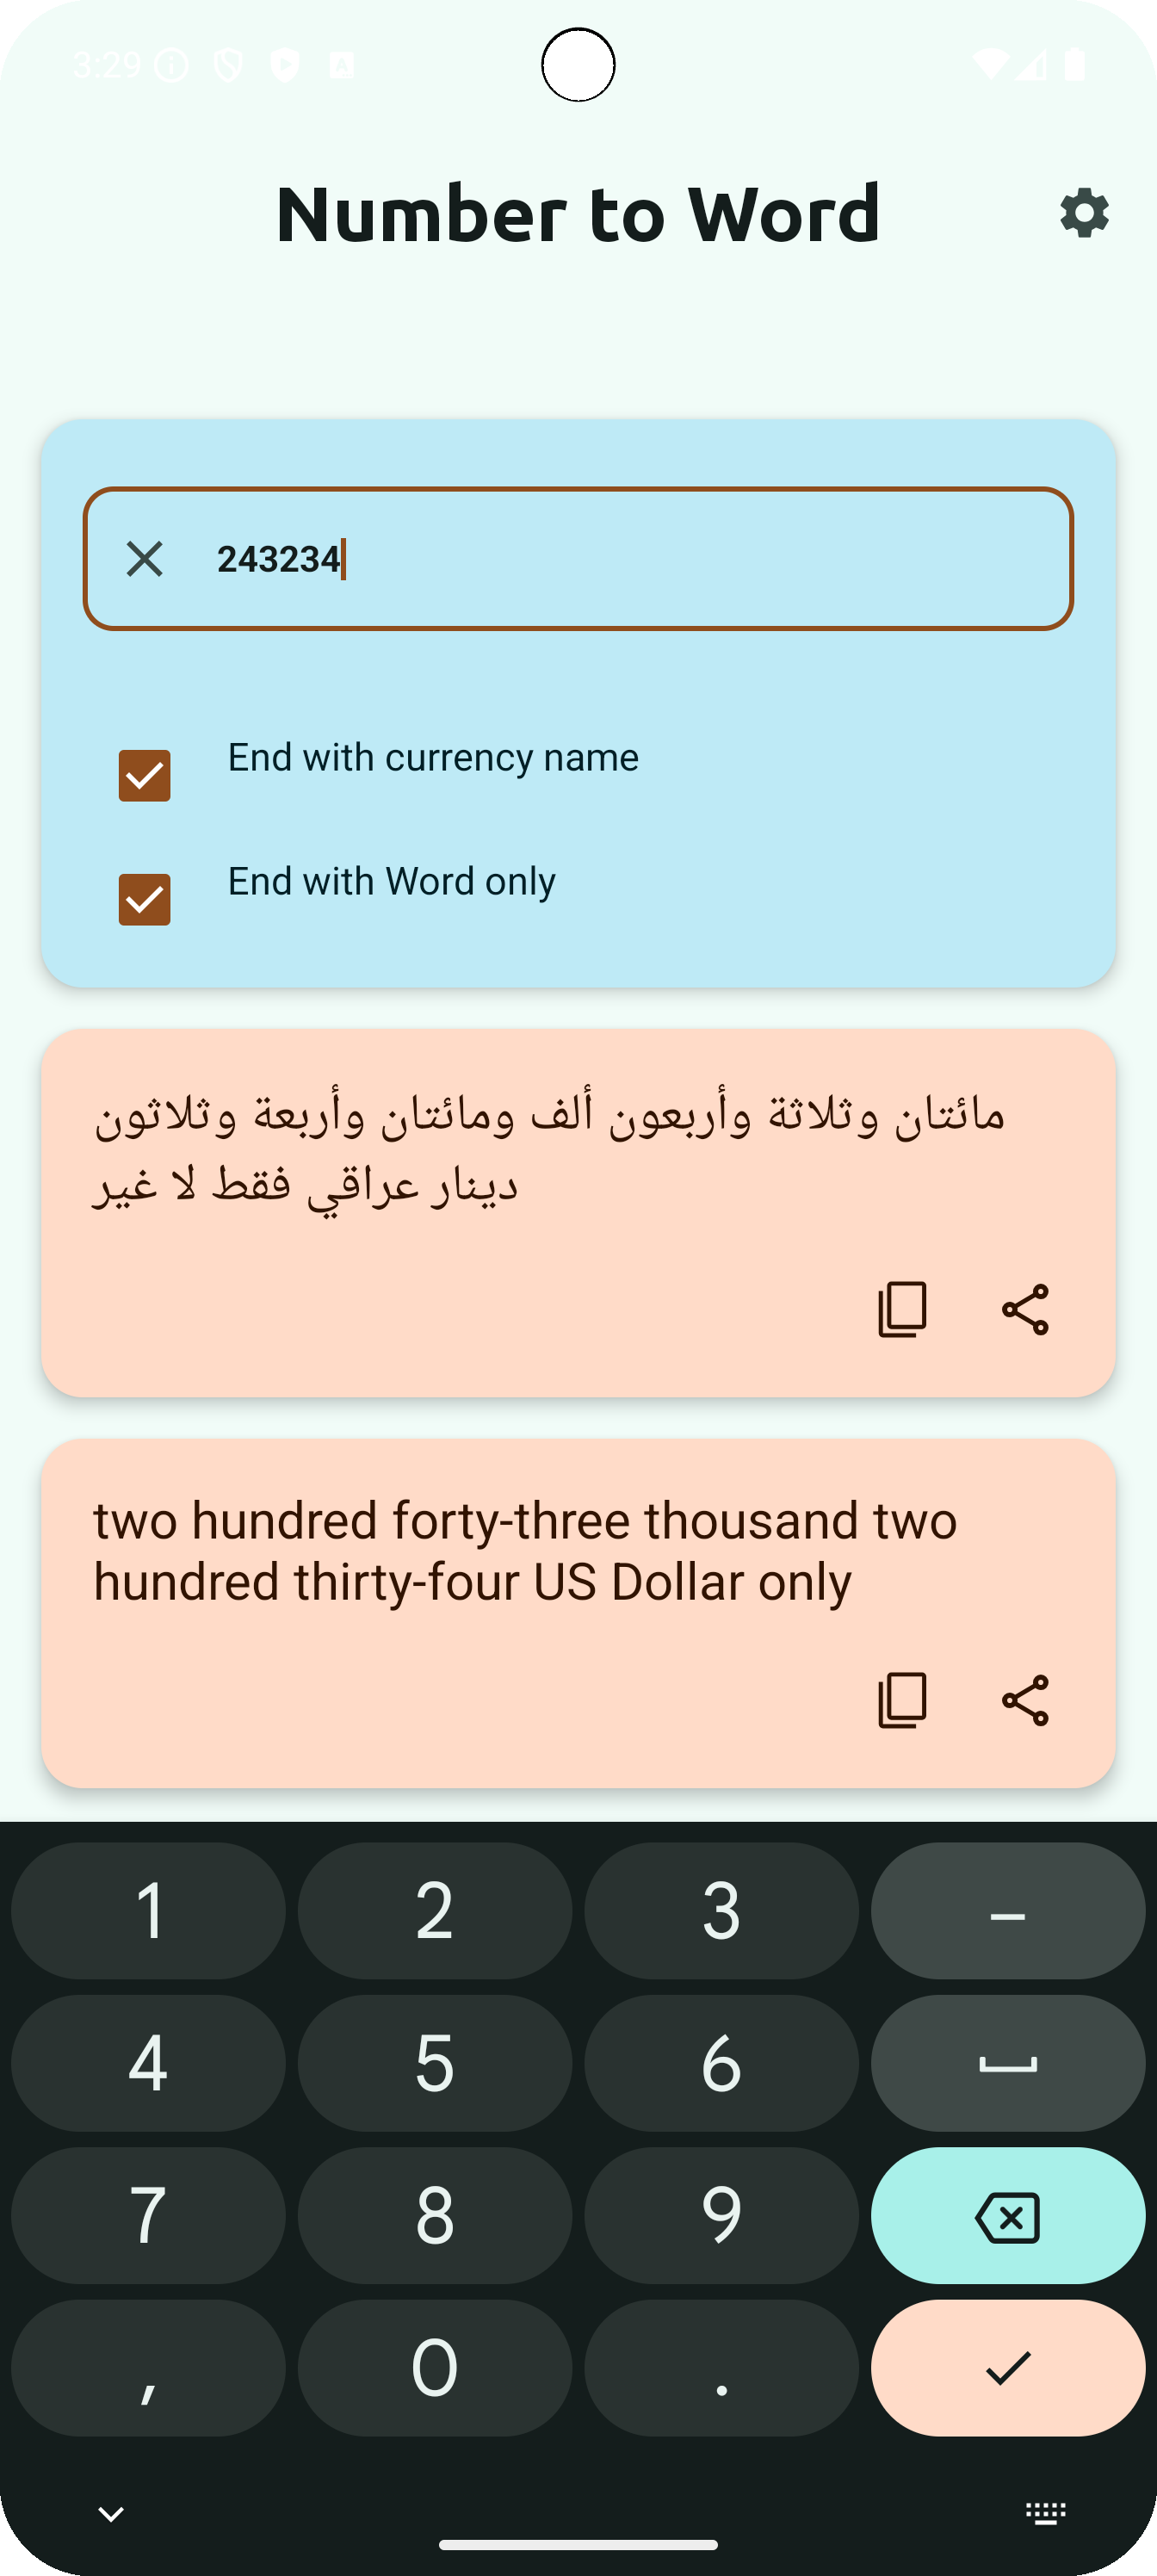 3:29
Number to Word
243234
End with currency name
End with Word only
مائتان وثلاثة وأربعون ألف ومائتان وأربعة وثلاثون
دينار عراقي فقط لا غير
two hundred forty-three thousand two
hundred thirty-four US Dollar only
1 2 3 –
4 5 6
7 8 9
, 0 .